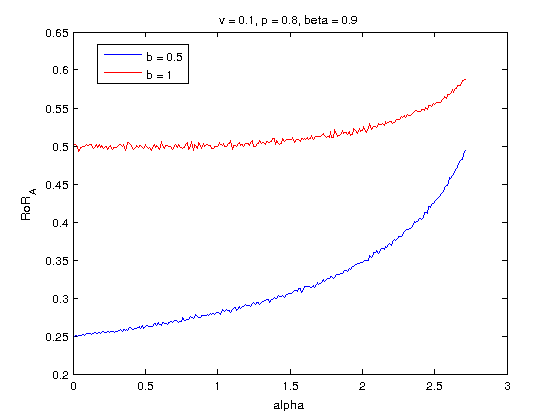 v = 0.1, p = 0.8, beta = 0.9
0.65
0.6
0.55
0.5
0.45
0.4
0.35
0.3
0.25
0.2
RoR_A
b = 0.5
b = 1
0 0.5 1 1.5 2 2.5 3
alpha